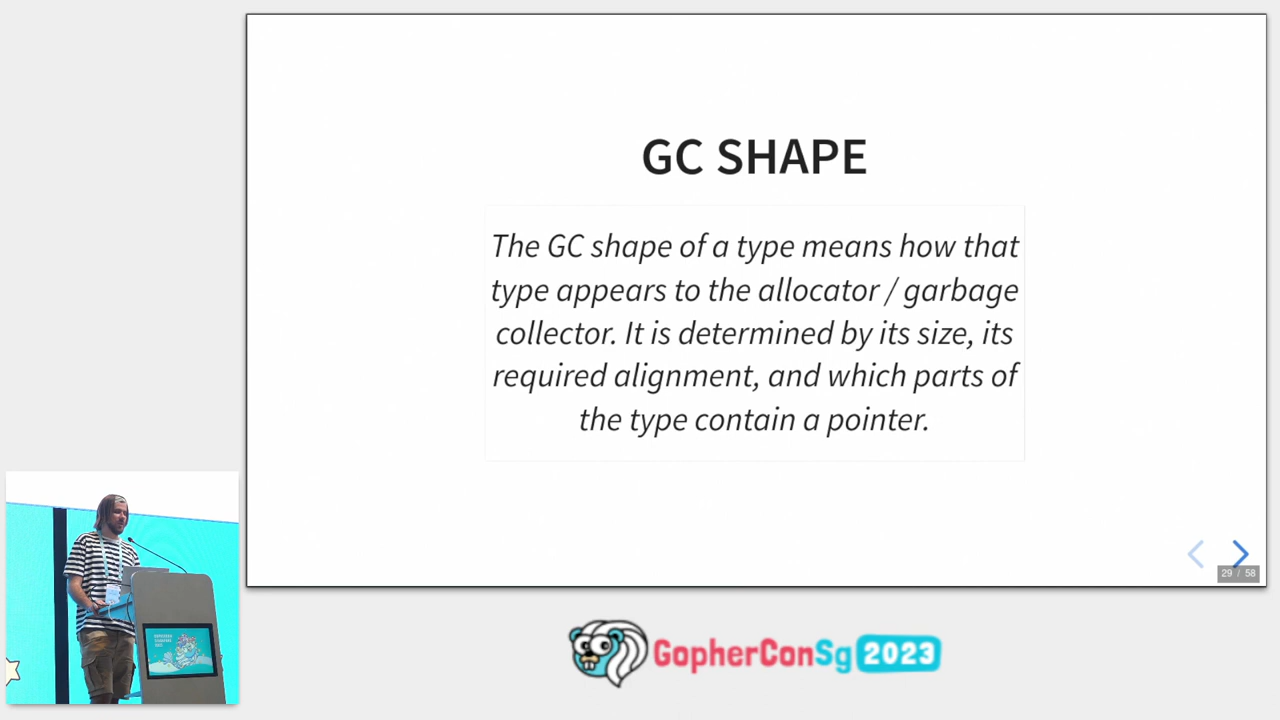 GC SHAPE
The GC shape of a type means how that
type appears to the allocator / garbage
collector. It is determined by its size, its
required alignment, and which parts of
the type contain a pointer.
29 / 58
GopherConSg 2023